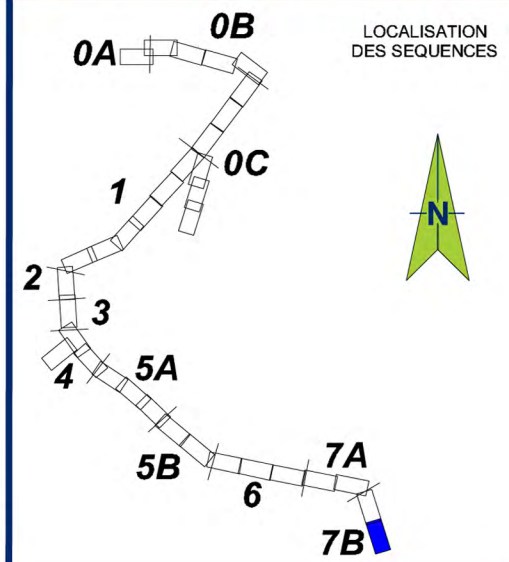 LOCALISATION
DES SEQUENCES
0A
0B
0C
1
2
3
4
5A
5B
6
7A
7B
N